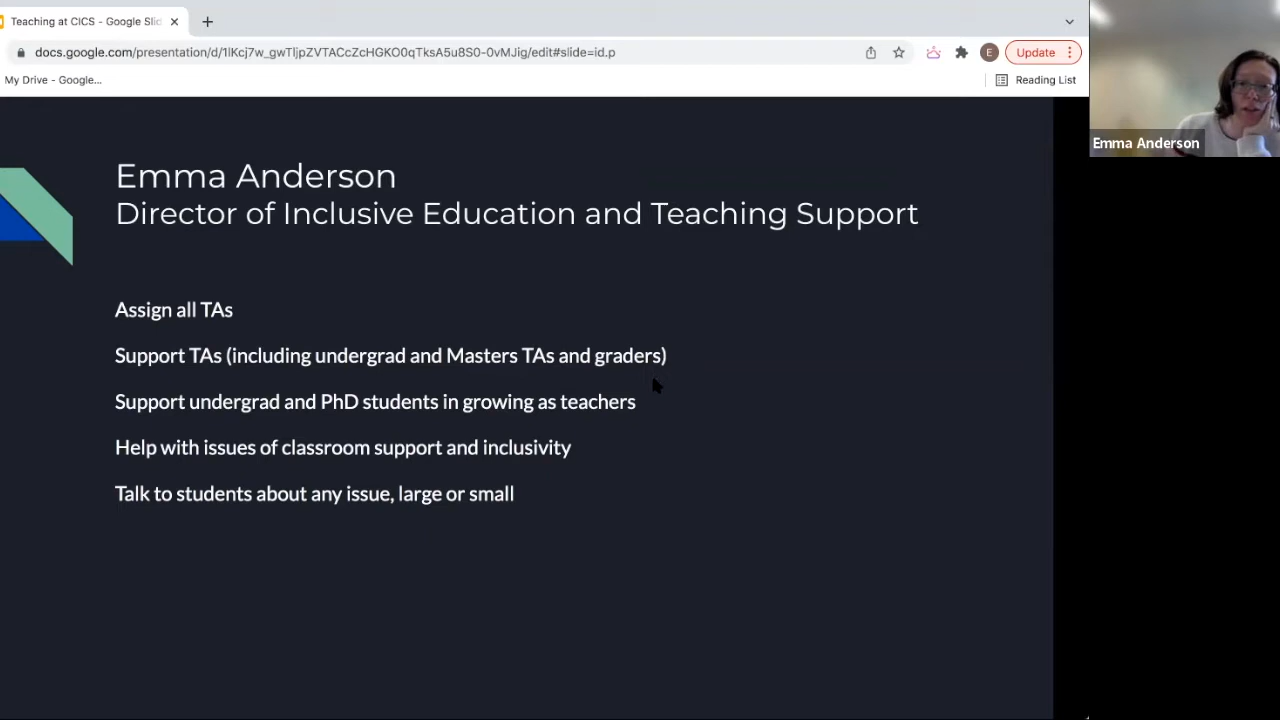 Teaching at CICS - Google Slid
docs.google.com/presentation/d/1lKcj7w_gwTljpZVTACcZcHGKO0qTksA5u8S0-0vMJig/edit#slide=id.p
E
Update
My Drive - Google...
Reading List
Emma Anderson
Emma Anderson
Director of Inclusive Education and Teaching Support
Assign all TAs
Support TAs (including undergrad and Masters TAs and graders)
Support undergrad and PhD students in growing as teachers
Help with issues of classroom support and inclusivity
Talk to students about any issue, large or small